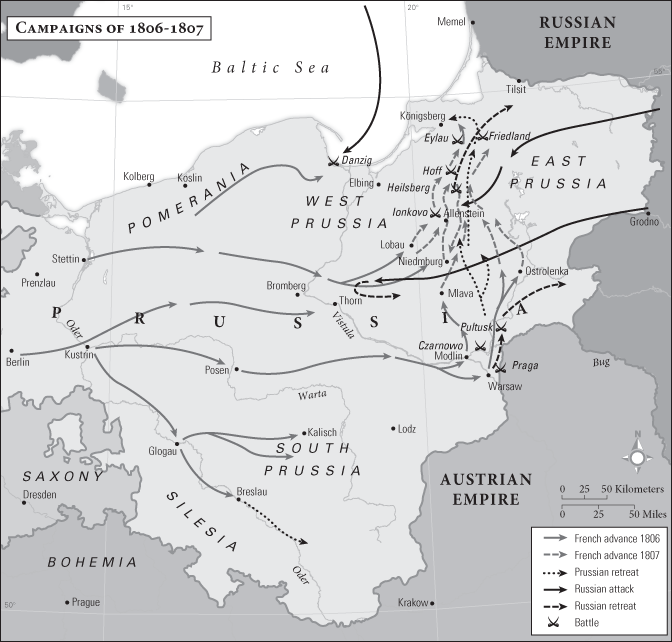 15°
20°
CAMPAIGNS OF 1806-1807
Memel
RUSSIAN
EMPIRE
Baltic Sea
Tilsit
Königsberg
Eylau
Friedland
Danzig
EAST
PRUSSIA
Kolberg
Köslin
Elbing
Hoff
Heilsberg
POMERANIA
WEST
PRUSSIA
Ionkovo
Allenstein
Grodno
Lobau
Niedmburg
Stettin
Ostrolenka
Prenzlau
Bromberg
Thorn
Mlava
PRUSSIA
Oder
Vistula
Pultusk
Czarnowo
Modlin
Berlin
Kustrin
Posen
Praga
Bug
Warsaw
Warta
Glogau
Kalisch
Lodz
SOUTH
PRUSSIA
N
SAXONY
Dresden
AUSTRIAN
EMPIRE
0 25 50 Kilometers
0 25 50 Miles
Breslau
SILESIA
French advance 1806
French advance 1807
Prussian retreat
Russian attack
Russian retreat
Battle
BOHEMIA
Oder
50°
Prague
Krakow